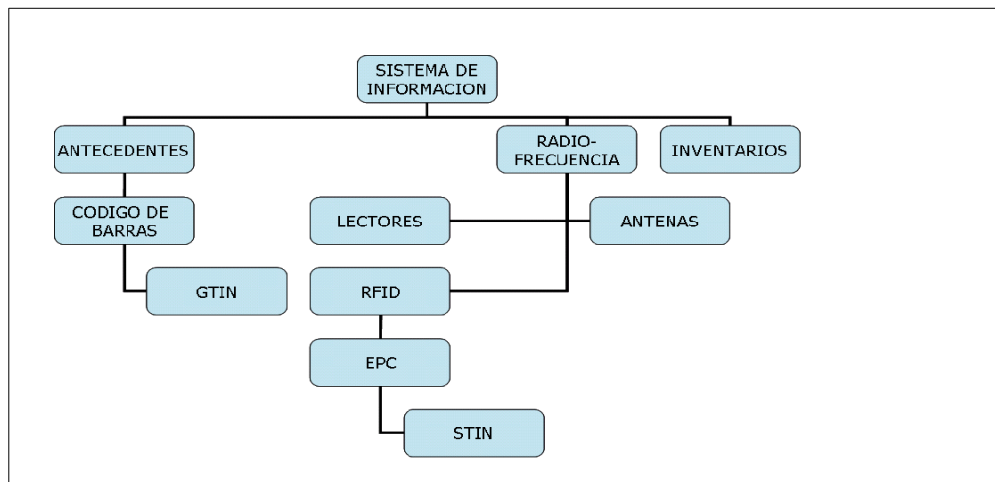 SISTEMA DE
INFORMACION
ANTECEDENTES
RADIO-
FRECUENCIA
INVENTARIOS
CODIGO DE
BARRAS
LECTORES
ANTENAS
GTIN
RFID
EPC
STIN